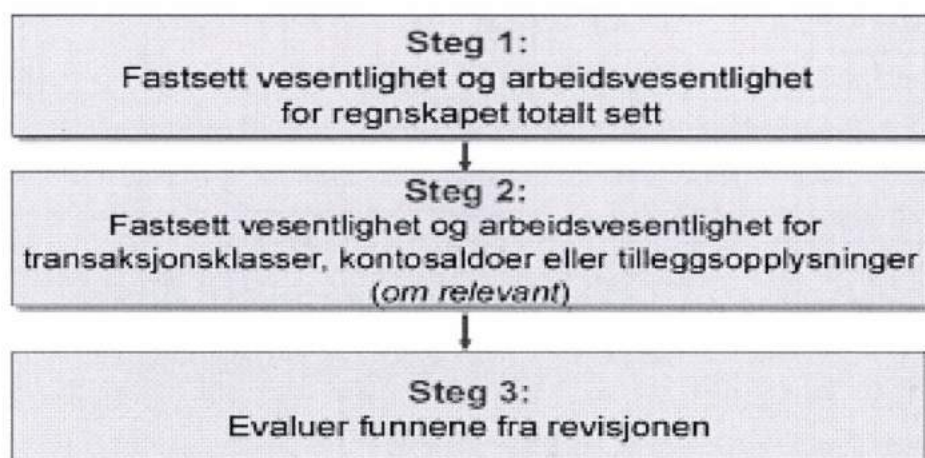 Steg 1:
Fastsett vesentlighet og arbeidsvesentlighet
for regnskapet totalt sett
Steg 2:
Fastsett vesentlighet og arbeidsvesentlighet for
transaksjonsklasser, kontosaldoer eller tilleggsopplysninger
(om relevant)
Steg 3:
Evaluer funnene fra revisjonen